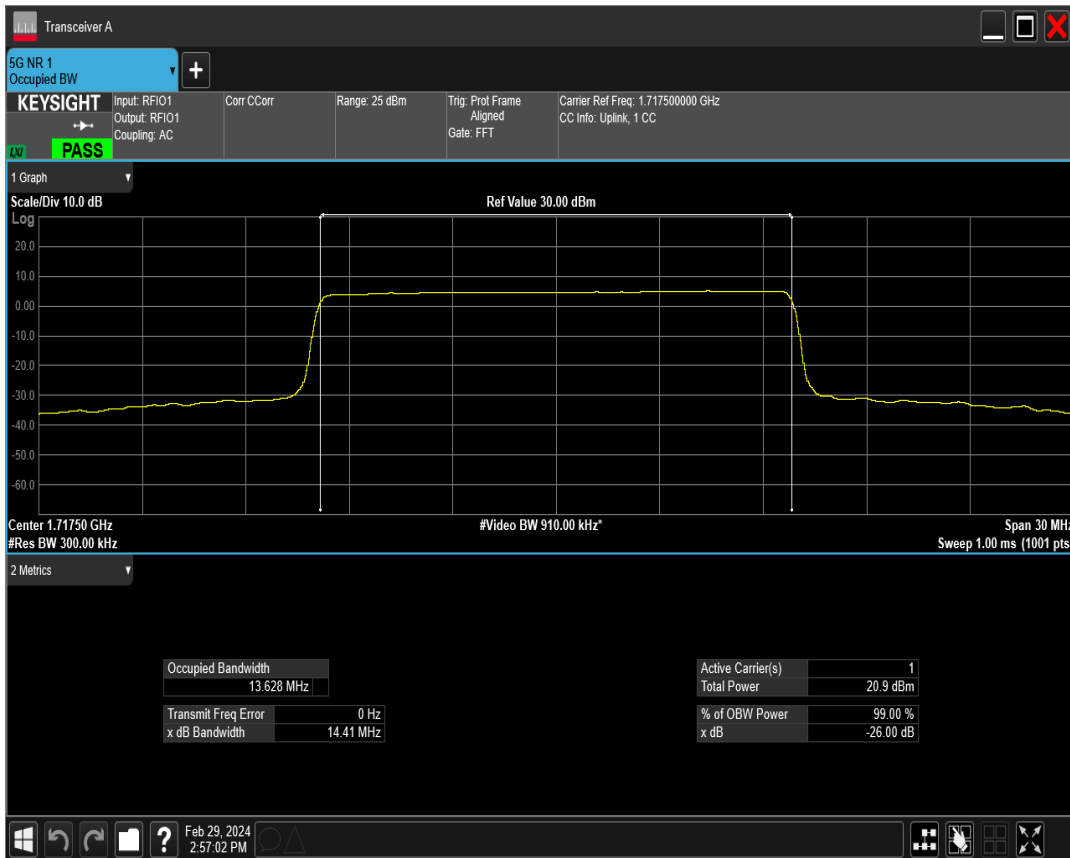 Transceiver A
5G NR 1
Occupied BW
KEYSIGHT
LXI
PASS
Input: RFIO1
Output: RFIO1
Coupling: AC
Corr CCorr
Range: 25 dBm
Trig: Prot Frame
Aligned
Gate: FFT
Carrier Ref Freq: 1.717500000 GHz
CC Info: Uplink, 1 CC
1 Graph
Scale/Div 10.0 dB
Ref Value 30.00 dBm
Log
20.0
10.0
0.00
-10.0
-20.0
-30.0
-40.0
-50.0
-60.0
Center 1.71750 GHz
#Video BW 910.00 kHz*
Span 30 MHz
#Res BW 300.00 kHz
Sweep 1.00 ms (1001 pts
2 Metrics
Occupied Bandwidth
13.628 MHz
Transmit Freq Error 0 Hz
x dB Bandwidth 14.41 MHz
Active Carrier(s) 1
Total Power 20.9 dBm
% of OBW Power 99.00 %
x dB -26.00 dB
?
Feb 29, 2024
2:57:02 PM